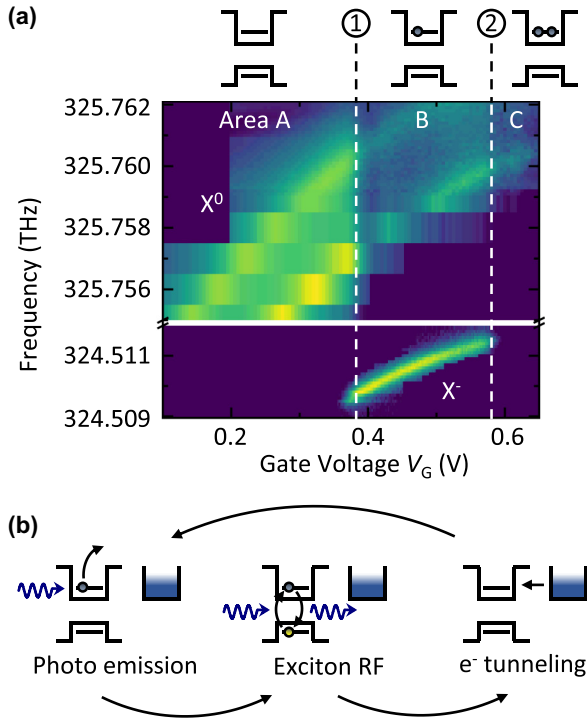 (a)
1
2
325.762
Area A
B
C
325.760
X⁰
325.758
325.756
324.511
X⁻
324.509
0.2
0.4
0.6
Frequency (THz)
Gate Voltage V_G (V)
(b)
Photo emission
Exciton RF
e⁻ tunneling